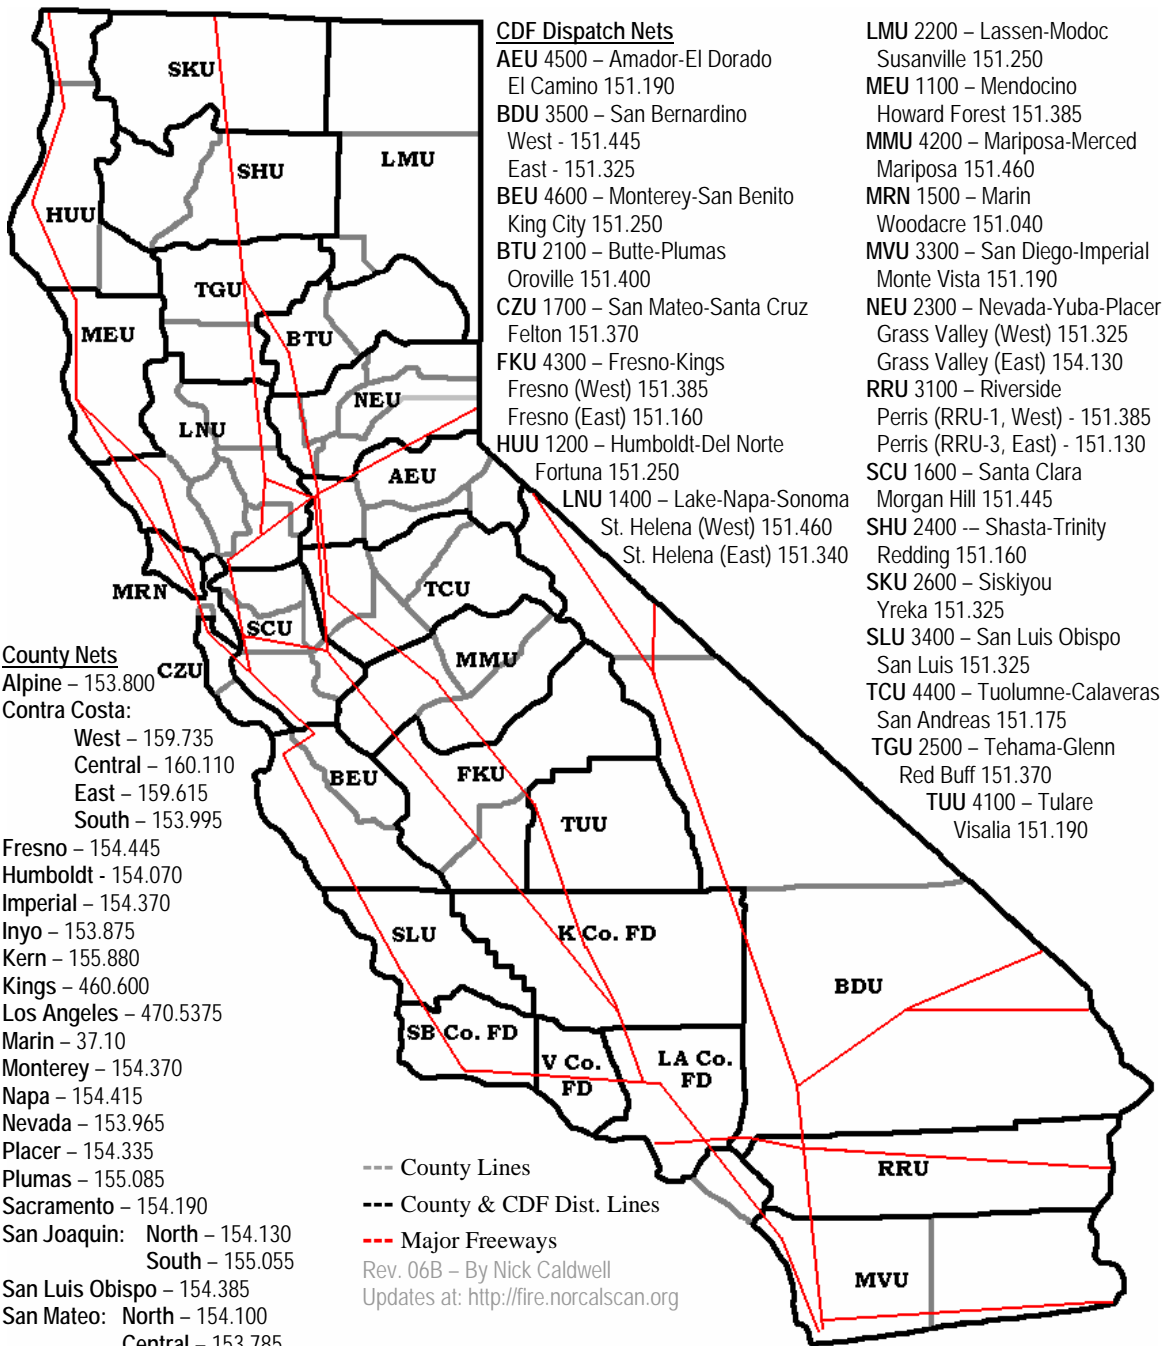 CDF Dispatch Nets
AEU 4500 – Amador-El Dorado
El Camino 151.190
BDU 3500 – San Bernardino
West - 151.445
East - 151.325
BEU 4600 – Monterey-San Benito
King City 151.250
BTU 2100 – Butte-Plumas
Oroville 151.400
CZU 1700 – San Mateo-Santa Cruz
Felton 151.370
FKU 4300 – Fresno-Kings
Fresno (West) 151.385
Fresno (East) 151.160
HUU 1200 – Humboldt-Del Norte
Fortuna 151.250
LNU 1400 – Lake-Napa-Sonoma
St. Helena (West) 151.460
St. Helena (East) 151.340
LMU 2200 – Lassen-Modoc
Susanville 151.250
MEU 1100 – Mendocino
Howard Forest 151.385
MMU 4200 – Mariposa-Merced
Mariposa 151.460
MRN 1500 – Marin
Woodacre 151.040
MVU 3300 – San Diego-Imperial
Monte Vista 151.190
NEU 2300 – Nevada-Yuba-Placer
Grass Valley (West) 151.325
Grass Valley (East) 154.130
RRU 3100 – Riverside
Perris (RRU-1, West) - 151.385
Perris (RRU-3, East) - 151.130
SCU 1600 – Santa Clara
Morgan Hill 151.445
SHU 2400 -– Shasta-Trinity
Redding 151.160
SKU 2600 – Siskiyou
Yreka 151.325
SLU 3400 – San Luis Obispo
San Luis 151.325
TCU 4400 – Tuolumne-Calaveras
San Andreas 151.175
TGU 2500 – Tehama-Glenn
Red Buff 151.370
TUU 4100 – Tulare
Visalia 151.190
SKU
SHU
LMU
HUU
TGU
MEU
BTU
NEU
LNU
AEU
MRN
TCU
SCU
MMU
CZU
BEU
FKU
TUU
SLU
K Co. FD
BDU
SB Co. FD
V Co.
FD
LA Co.
FD
RRU
MVU
County Nets
Alpine – 153.800
Contra Costa:
West – 159.735
Central – 160.110
East – 159.615
South – 153.995
Fresno – 154.445
Humboldt - 154.070
Imperial – 154.370
Inyo – 153.875
Kern – 155.880
Kings – 460.600
Los Angeles – 470.5375
Marin – 37.10
Monterey – 154.370
Napa – 154.415
Nevada – 153.965
Placer – 154.335
Plumas – 155.085
Sacramento – 154.190
San Joaquin: North – 154.130
South – 155.055
San Luis Obispo – 154.385
San Mateo: North – 154.100
Central – 153.785
County Lines
County & CDF Dist. Lines
Major Freeways
Rev. 06B – By Nick Caldwell
Updates at: http://fire.norcalscan.org